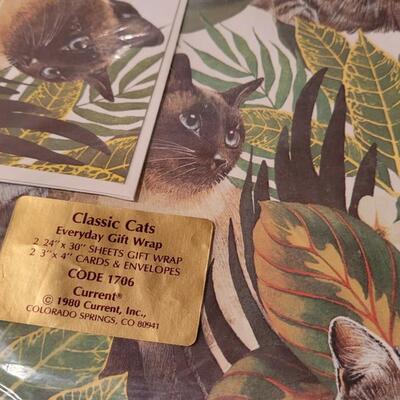 Classic Cats
Everyday Gift Wrap
2 24" x 30" SHEETS GIFT WRAP
2 3" x 4" CARDS & ENVELOPES
CODE 1706
Current®
© 1980 Current, Inc.,
COLORADO SPRINGS, CO 80941